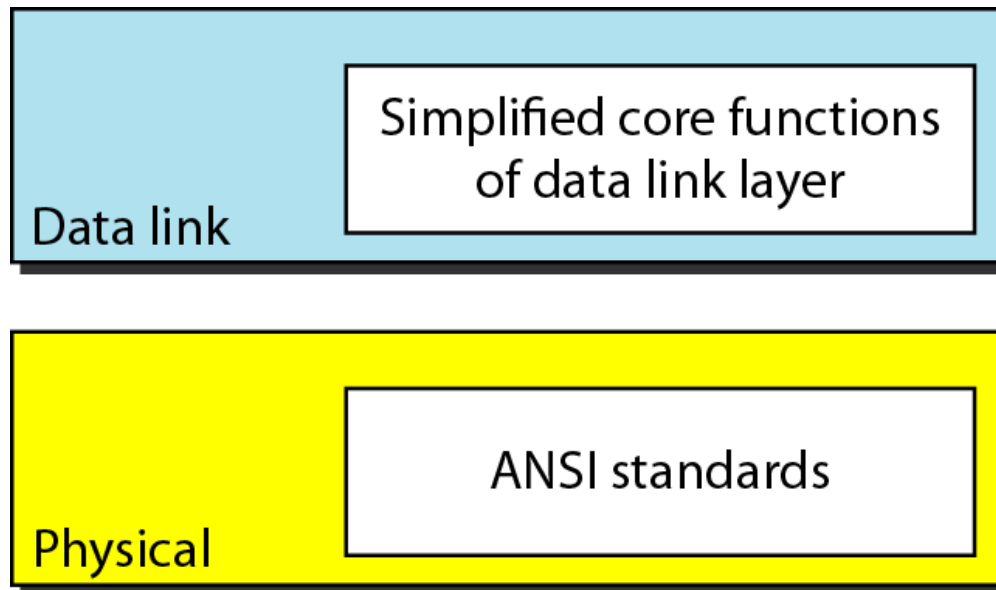 Simplified core functions
of data link layer
Data link
ANSI standards
Physical